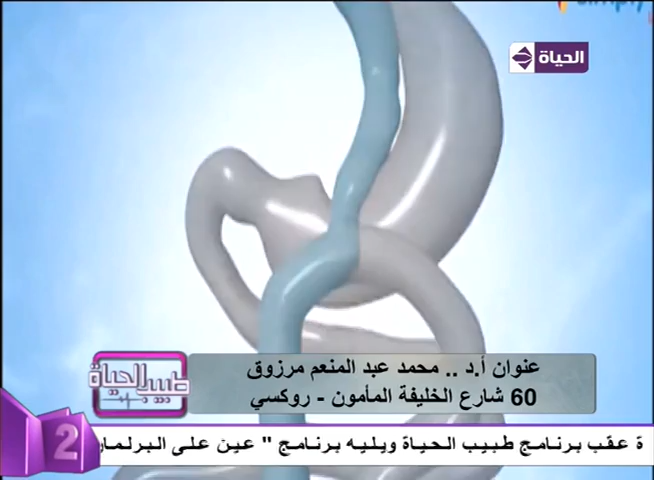 الحياة
عنوان أ.د .. محمد عبد المنعم مرزوق
60 شارع الخليفة المأمون - روكسي
طبيب الحياة
2
ة عقب برنامج طبيب الحياة ويليه برنامج " عين على البرلمان